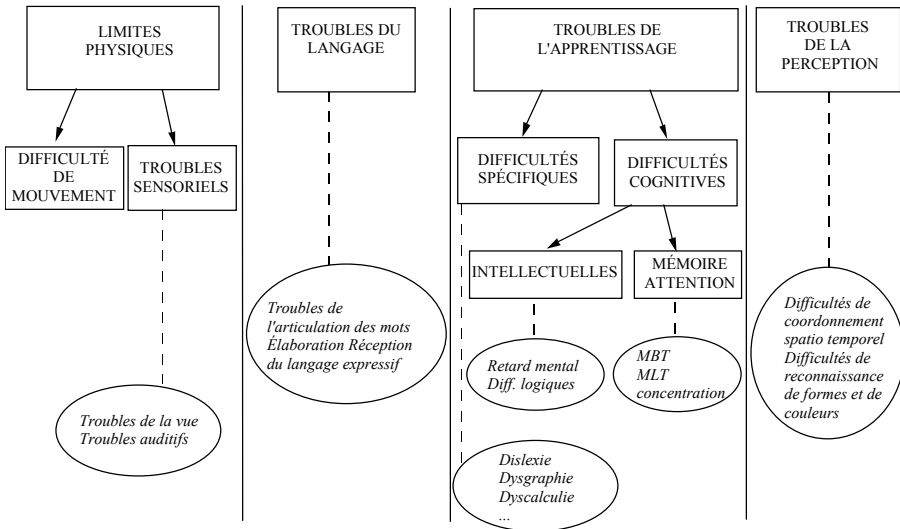 LIMITES
PHYSIQUES
DIFFICULTÉ
DE
MOUVEMENT
TROUBLES
SENSORIELS
Troubles de la vue
Troubles auditifs
TROUBLES DU
LANGAGE
Troubles de
l'articulation des mots
Élaboration Réception
du langage expressif
TROUBLES DE
L'APPRENTISSAGE
DIFFICULTÉS
SPÉCIFIQUES
DIFFICULTÉS
COGNITIVES
INTELLECTUELLES
MÉMOIRE
ATTENTION
Retard mental
Diff. logiques
MBT
MLT
concentration
Dislexie
Dysgraphie
Dyscalculie
...
TROUBLES
DE LA
PERCEPTION
Difficultés de
coordonnement
spatio temporel
Difficultés de
reconnaissance
de formes et de
couleurs